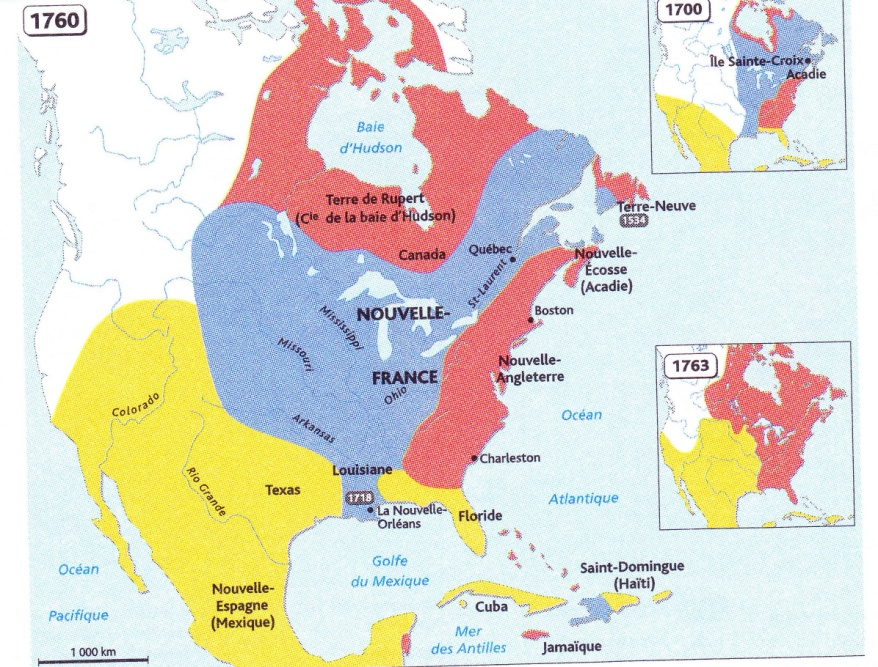 1760
1700
Île Sainte-Croix
Acadie
Baie
d'Hudson
Terre de Rupert
(Cie de la baie d'Hudson)
Terre-Neuve
1534
Canada
Québec
St-Laurent
Nouvelle-
Écosse
(Acadie)
NOUVELLE-
Mississippi
Boston
Missouri
FRANCE
Ohio
Nouvelle-
Angleterre
1763
Colorado
Arkansas
Océan
Charleston
Louisiane
Rio Grande
Texas
1718
La Nouvelle-
Orléans
Floride
Atlantique
Océan
Pacifique
Golfe
du Mexique
Saint-Domingue
(Haïti)
Nouvelle-
Espagne
(Mexique)
Cuba
Mer
des Antilles
Jamaïque
1 000 km